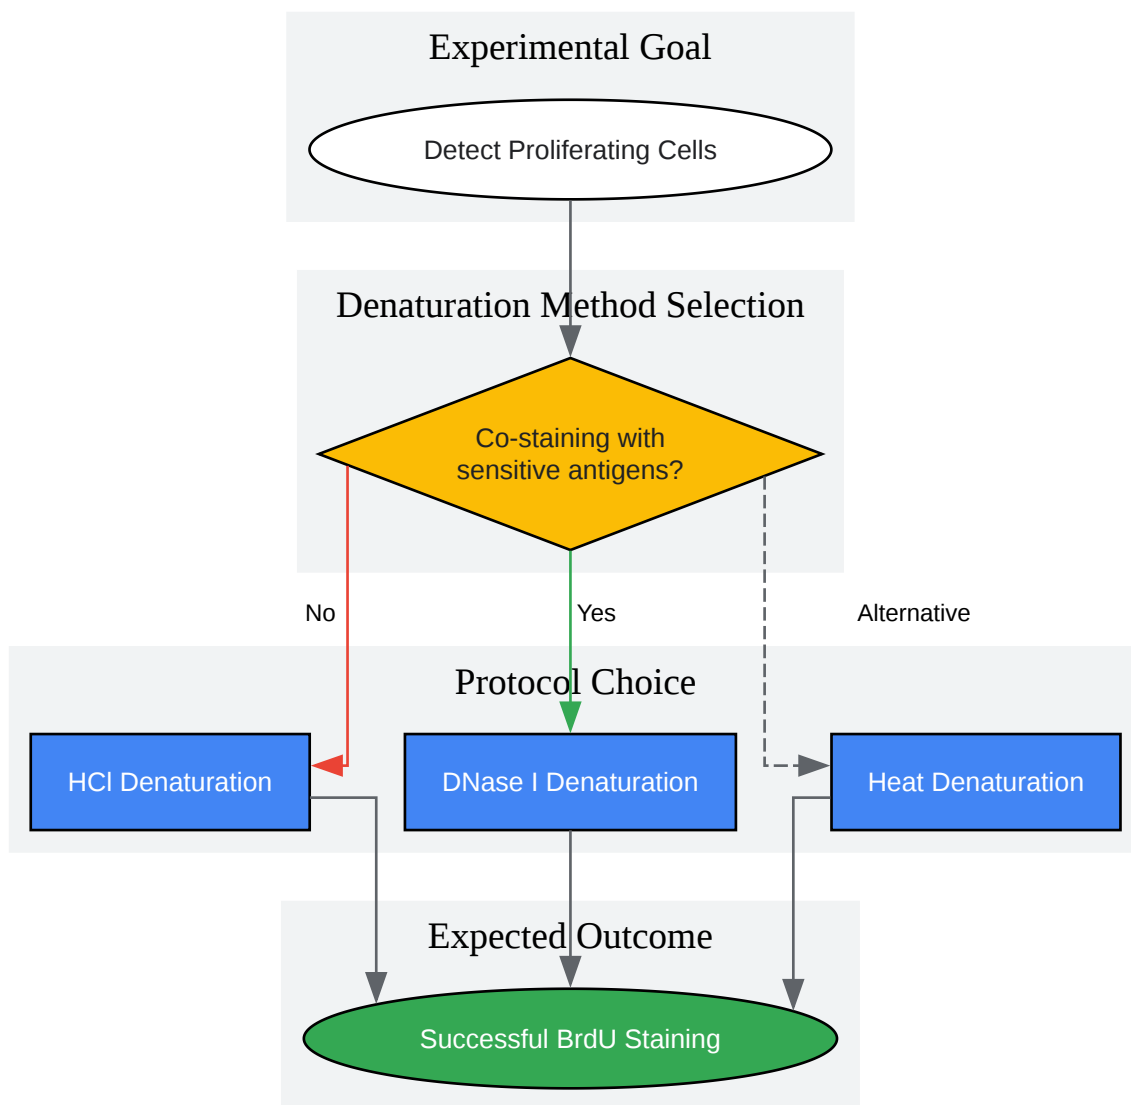 Experimental Goal
Detect Proliferating Cells
Denaturation Method Selection
Co-staining with
sensitive antigens?
No
Yes
Alternative
Protocol Choice
HCl Denaturation
DNase I Denaturation
Heat Denaturation
Expected Outcome
Successful BrdU Staining